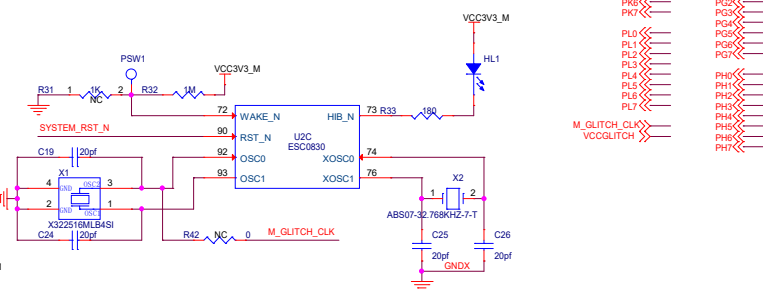 VCC3V3_M
HL1
PSW1
VCC3V3_M
R31 1 1K 2 R32 1M
NC
72 WAKE_N HIB_N 73 R33 180
SYSTEM_RST_N 90 RST_N
U2C
ESC0830
C19 20pf
92 OSC0 XOSC0 74
93 OSC1 XOSC1 76
X1
4 GND OSC2 3
2 GND OSC1 1
X322516MLB4SI
C24 20pf
R42 NC 0 M_GLITCH_CLK
X2
1 2
ABS07-32.768KHZ-7-T
C25 C26
20pf 20pf
GNDX
PK6
PK7
PL0
PL1
PL2
PL3
PL4
PL5
PL6
PL7
M_GLITCH_CLK
VCCGLITCH
PG2
PG3
PG4
PG5
PG6
PG7
PH0
PH1
PH2
PH3
PH4
PH5
PH6
PH7